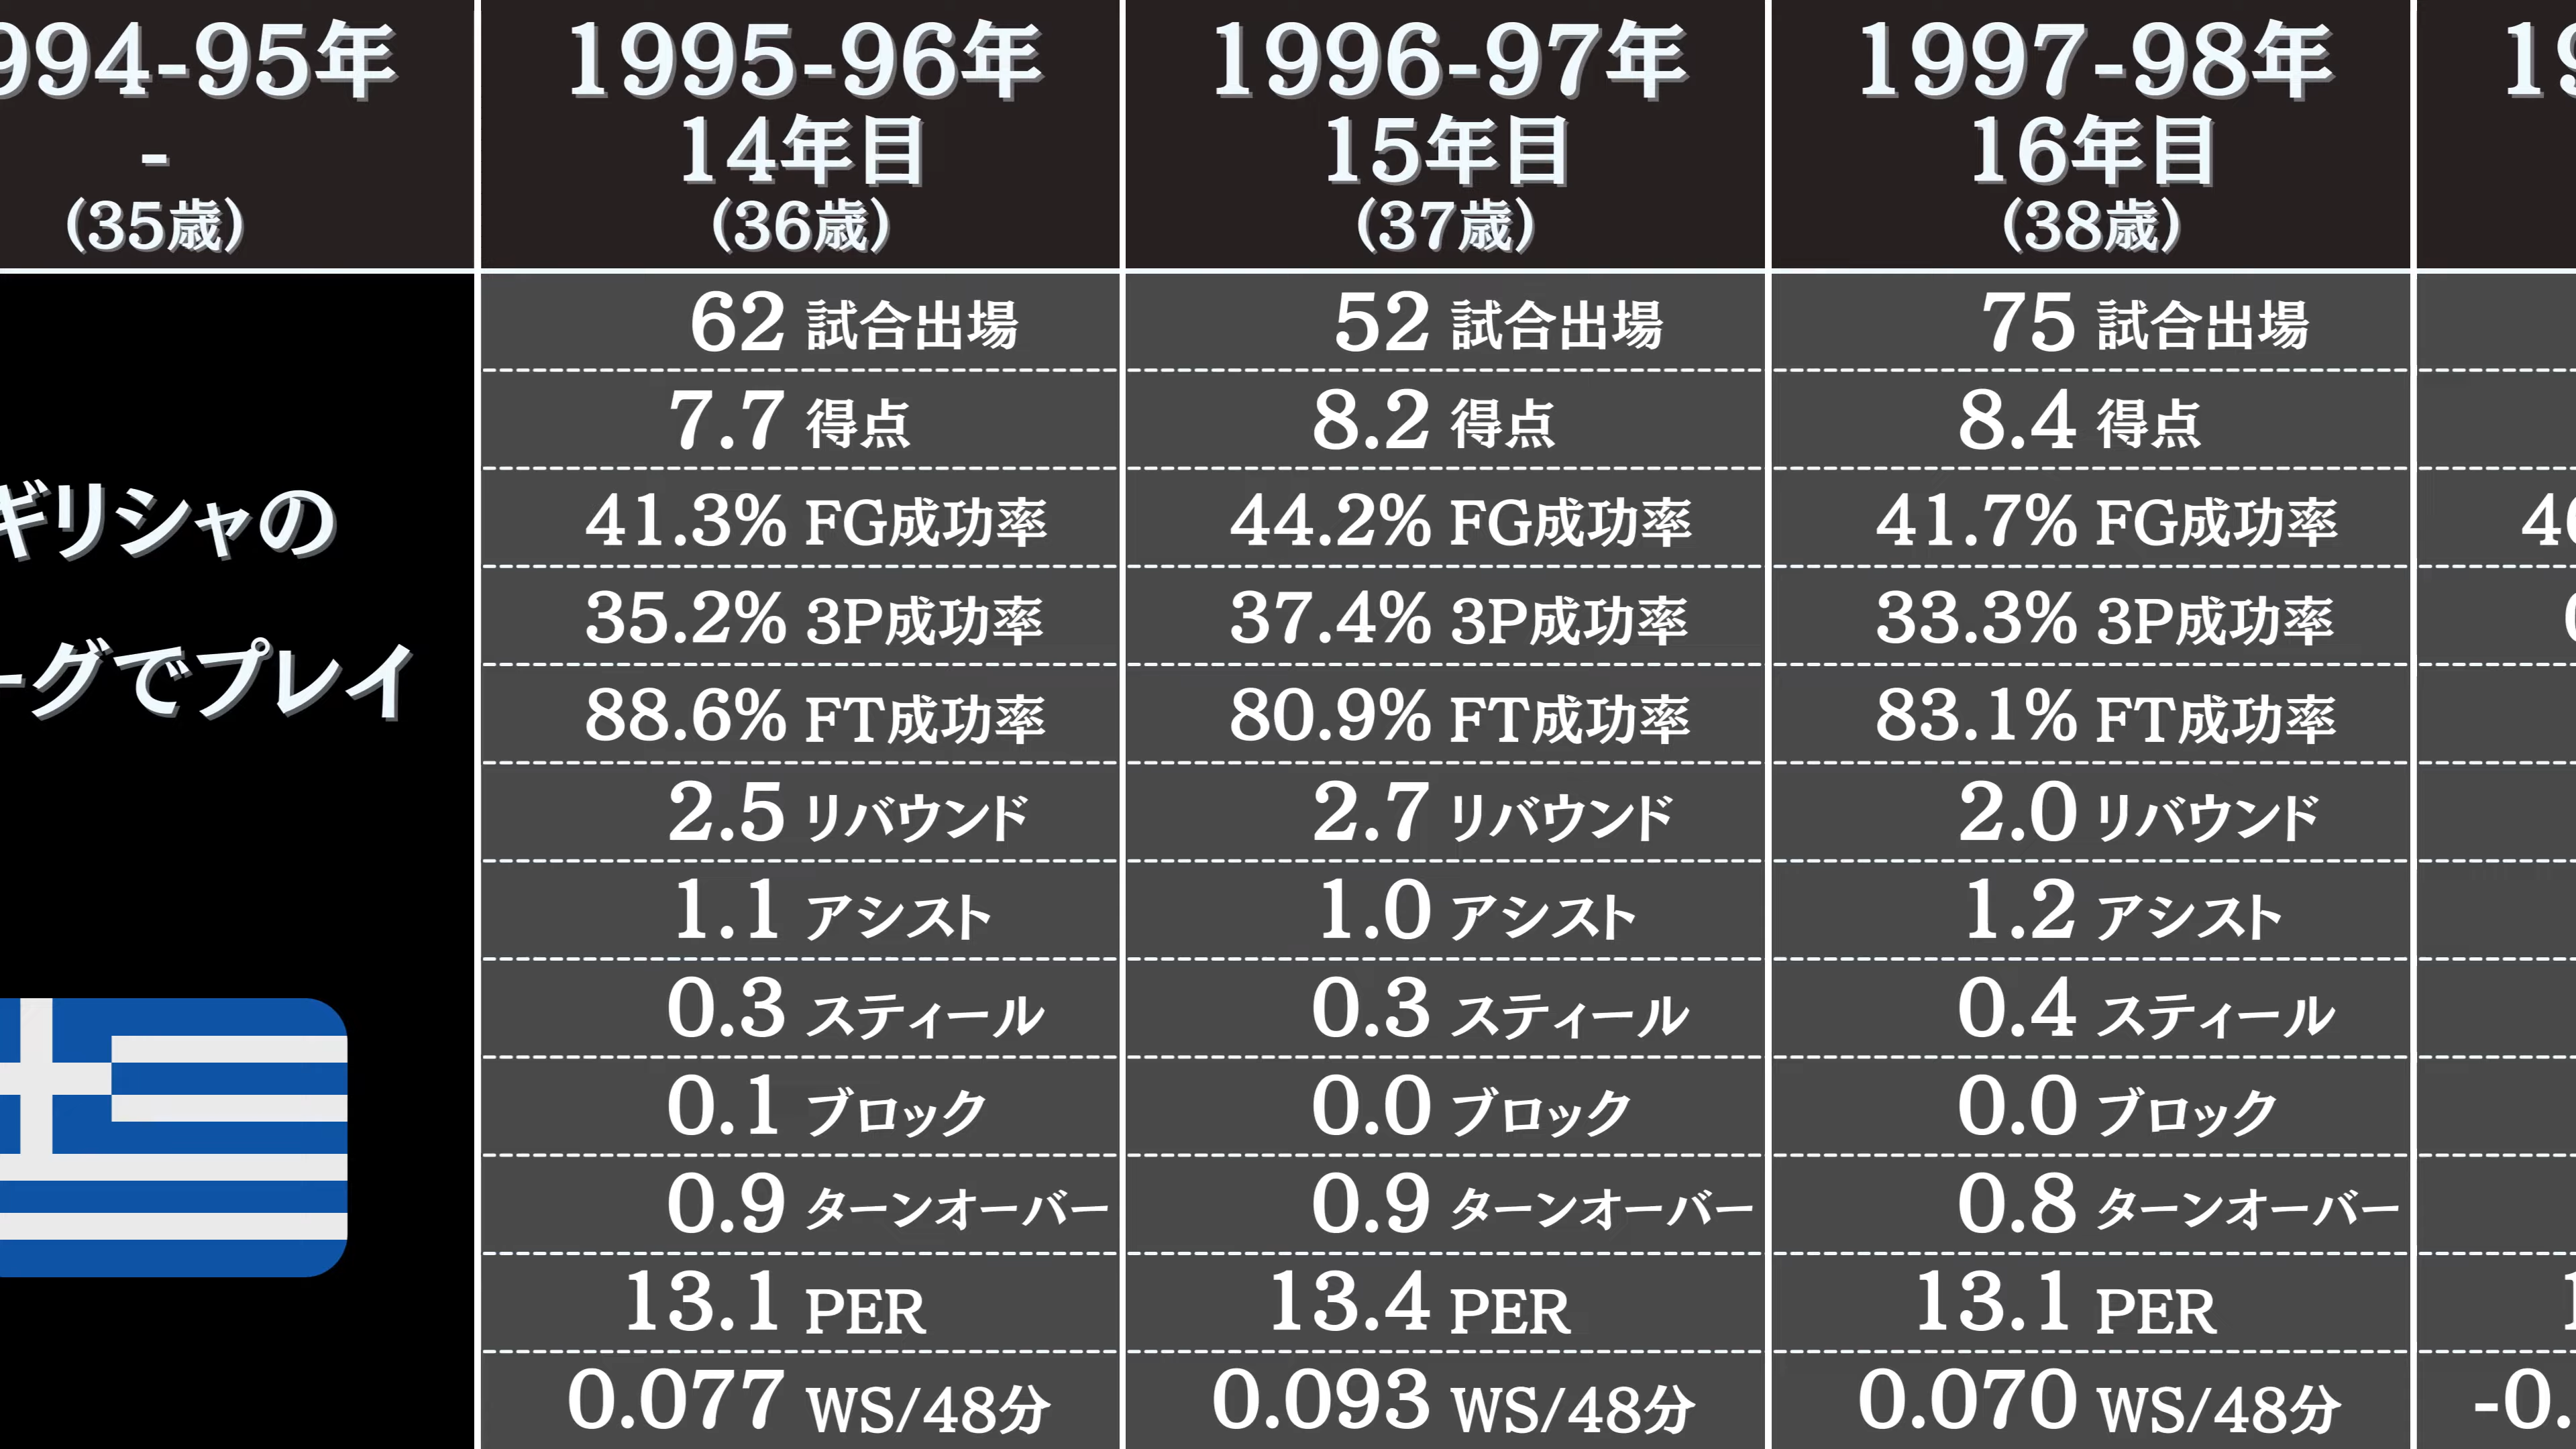 994-95年
-
(35歳)
ギリシャの
ーグでプレイ
1995-96年
14年目
(36歳)
62 試合出場
7.7 得点
41.3% FG成功率
35.2% 3P成功率
88.6% FT成功率
2.5 リバウンド
1.1 アシスト
0.3 スティール
0.1 ブロック
0.9 ターンオーバー
13.1 PER
0.077 WS/48分
1996-97年
15年目
(37歳)
52 試合出場
8.2 得点
44.2% FG成功率
37.4% 3P成功率
80.9% FT成功率
2.7 リバウンド
1.0 アシスト
0.3 スティール
0.0 ブロック
0.9 ターンオーバー
13.4 PER
0.093 WS/48分
1997-98年
16年目
(38歳)
75 試合出場
8.4 得点
41.7% FG成功率
33.3% 3P成功率
83.1% FT成功率
2.0 リバウンド
1.2 アシスト
0.4 スティール
0.0 ブロック
0.8 ターンオーバー
13.1 PER
0.070 WS/48分
19
-0.